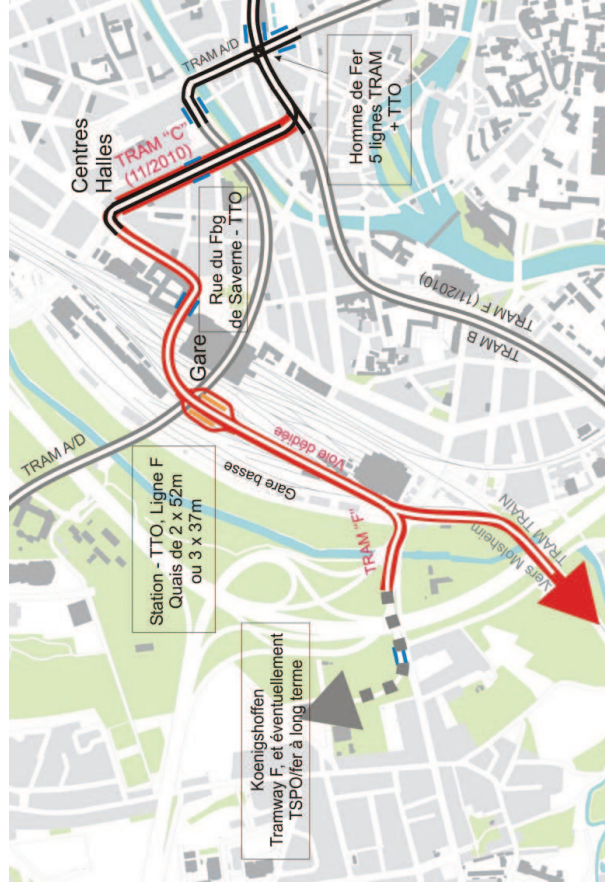 TRAM A/D
Centres
Halles
TRAM "C"
(11/2010)
Homme de Fer
5 lignes TRAM
+ TTO
Rue du Fbg
de Saverne - TTO
Gare
TRAM F (11/2010)
TRAM B
TRAM A/D
Station - TTO, Ligne F
Quais de 2 x 52m
ou 3 x 37m
Gare basse
Voie dédiée
TRAM "F"
TRAM TRAIN
Vers Molsheim
Koenigshoffen
Tramway F, et éventuellement
TSPO/fer à long terme